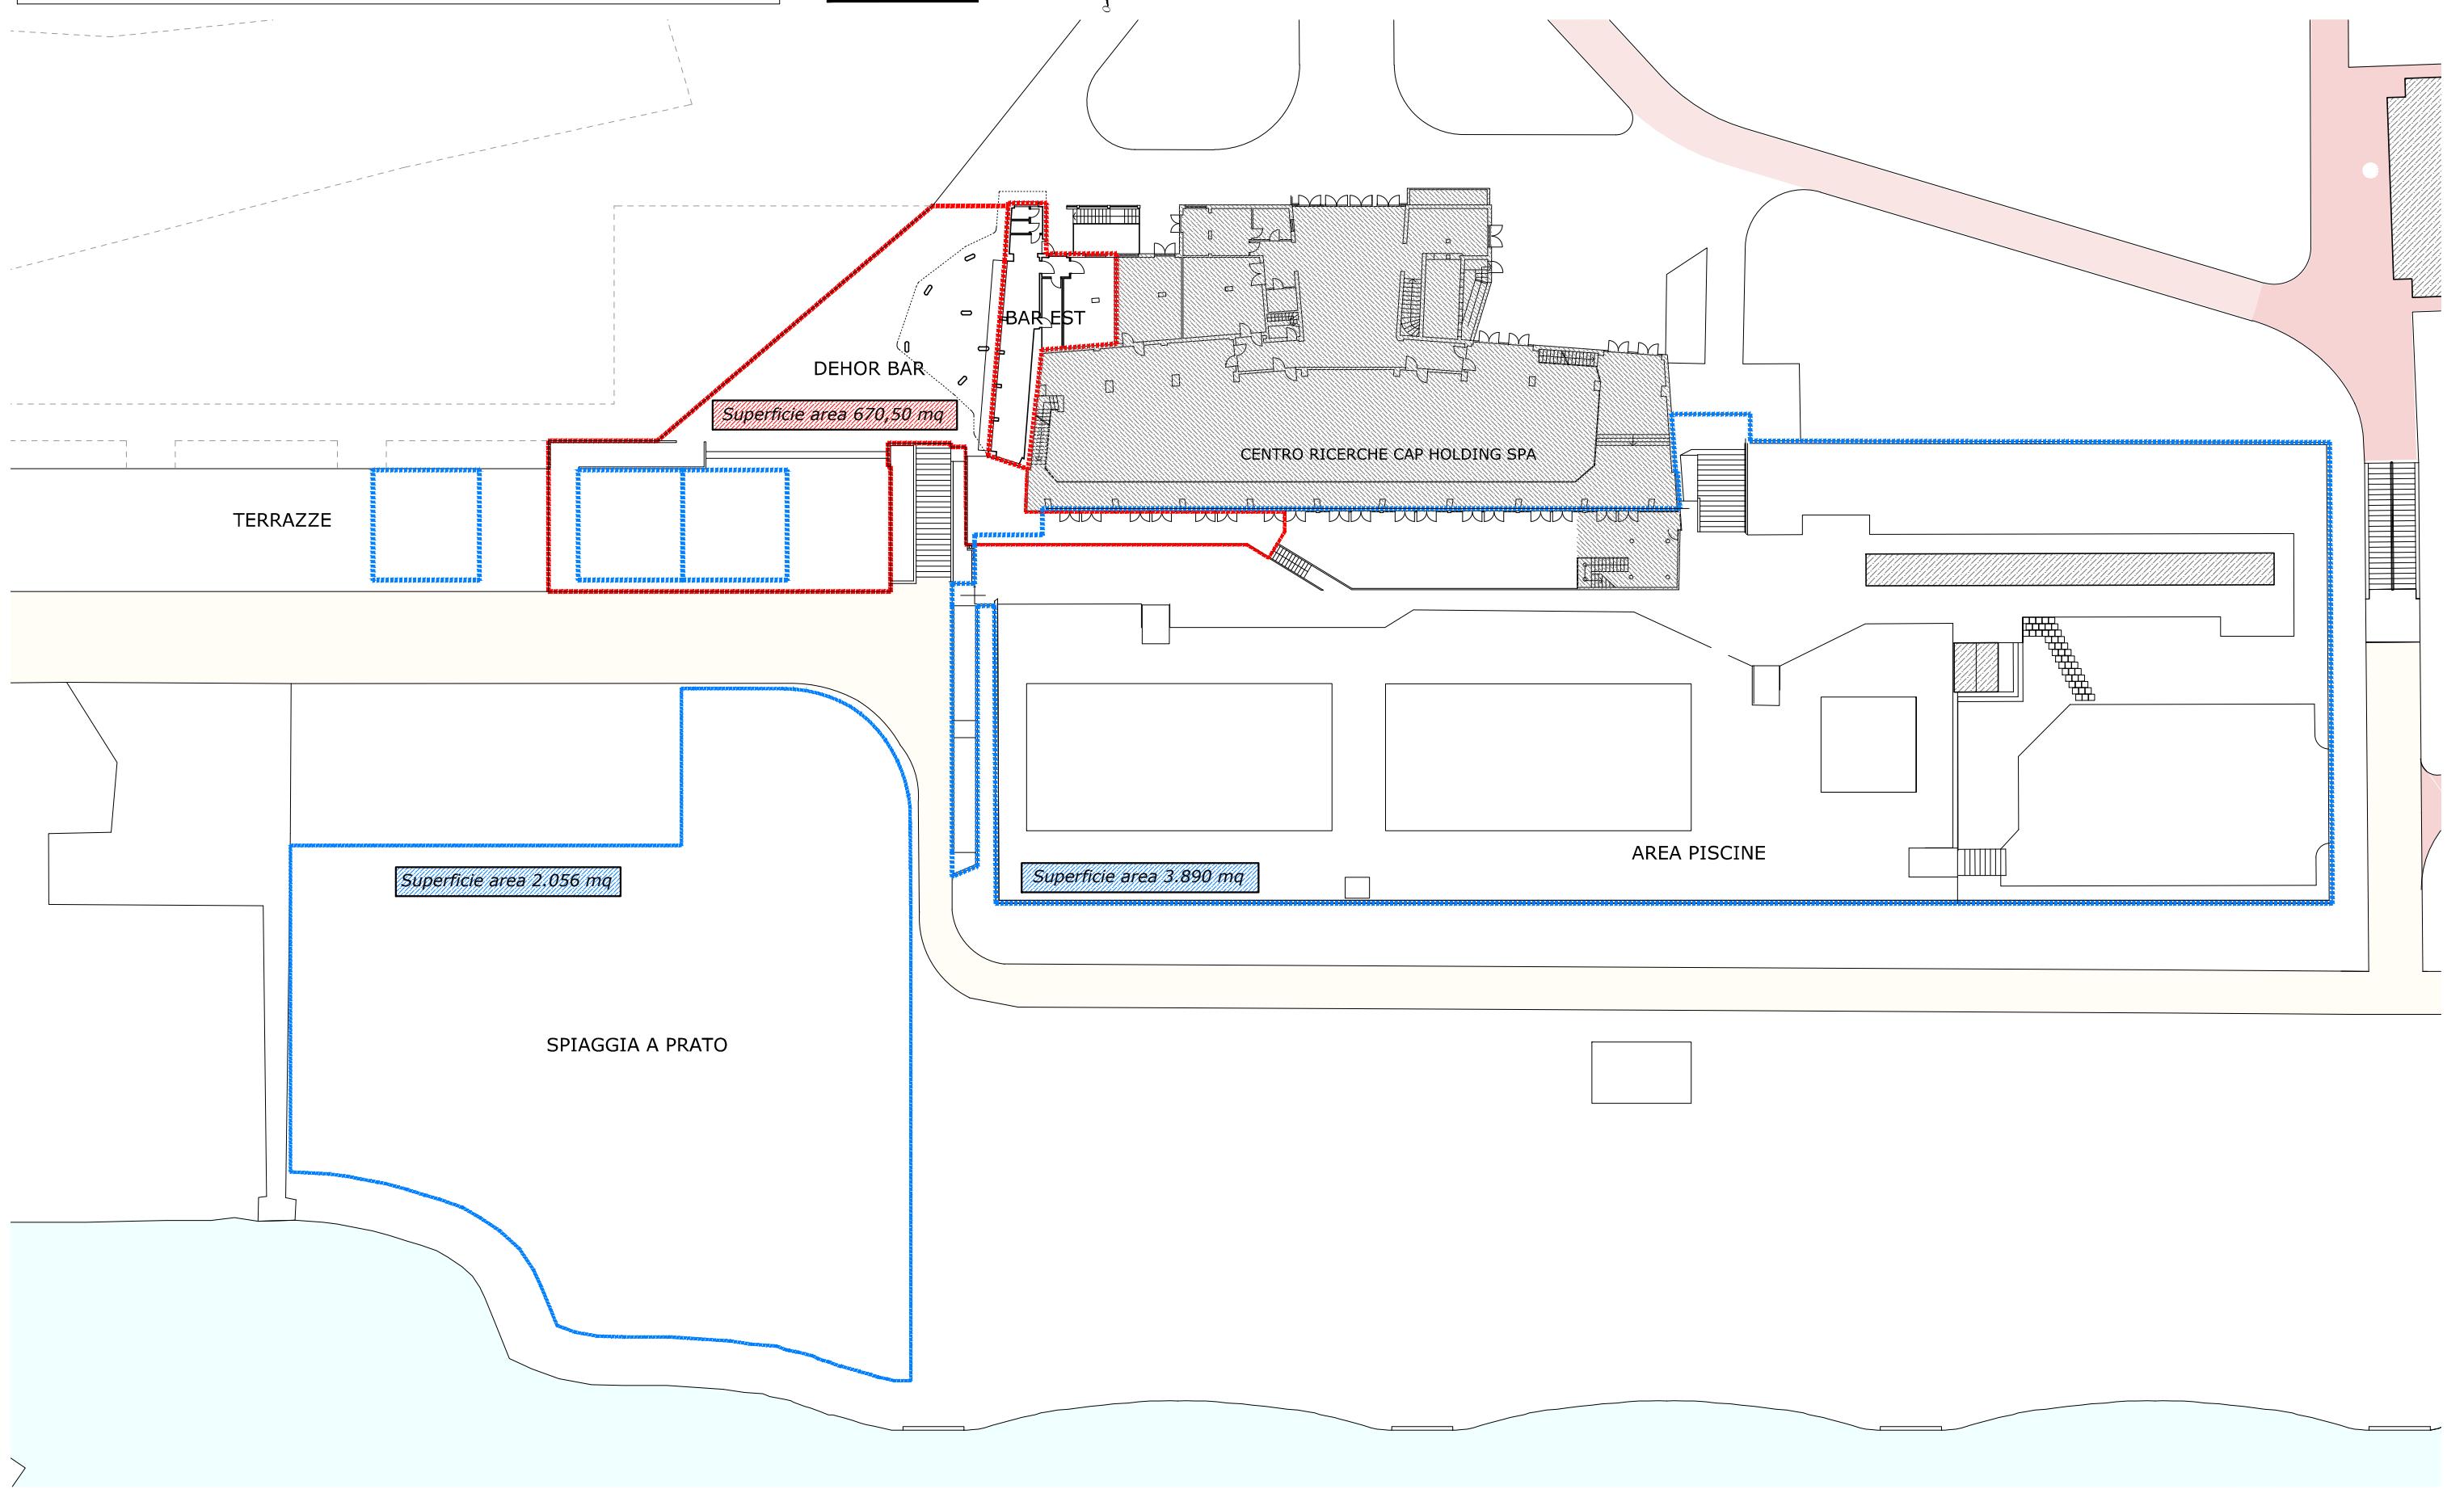 BAR EST
DEHOR BAR
Superficie area 670,50 mq
CENTRO RICERCHE CAP HOLDING SPA
TERRAZZE
AREA PISCINE
Superficie area 2.056 mq
Superficie area 3.890 mq
SPIAGGIA A PRATO